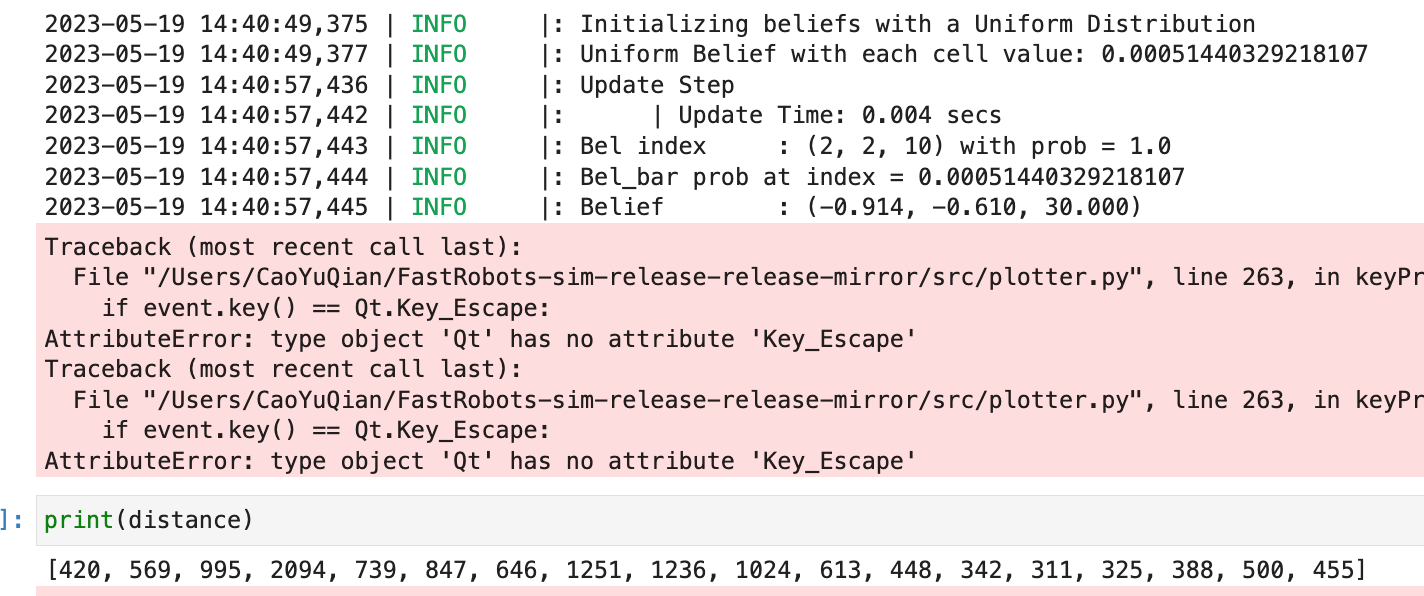 2023-05-19 14:40:49,375 | INFO     |: Initializing beliefs with a Uniform Distribution
2023-05-19 14:40:49,377 | INFO     |: Uniform Belief with each cell value: 0.00051440329218107
2023-05-19 14:40:57,436 | INFO     |: Update Step
2023-05-19 14:40:57,442 | INFO     |:      | Update Time: 0.004 secs
2023-05-19 14:40:57,443 | INFO     |: Bel index     : (2, 2, 10) with prob = 1.0
2023-05-19 14:40:57,444 | INFO     |: Bel_bar prob at index = 0.00051440329218107
2023-05-19 14:40:57,445 | INFO     |: Belief        : (-0.914, -0.610, 30.000)
Traceback (most recent call last):
  File "/Users/CaoYuQian/FastRobots-sim-release-release-mirror/src/plotter.py", line 263, in keyPr
    if event.key() == Qt.Key_Escape:
AttributeError: type object 'Qt' has no attribute 'Key_Escape'
Traceback (most recent call last):
  File "/Users/CaoYuQian/FastRobots-sim-release-release-mirror/src/plotter.py", line 263, in keyPr
    if event.key() == Qt.Key_Escape:
AttributeError: type object 'Qt' has no attribute 'Key_Escape'
]: print(distance)
[420, 569, 995, 2094, 739, 847, 646, 1251, 1236, 1024, 613, 448, 342, 311, 325, 388, 500, 455]